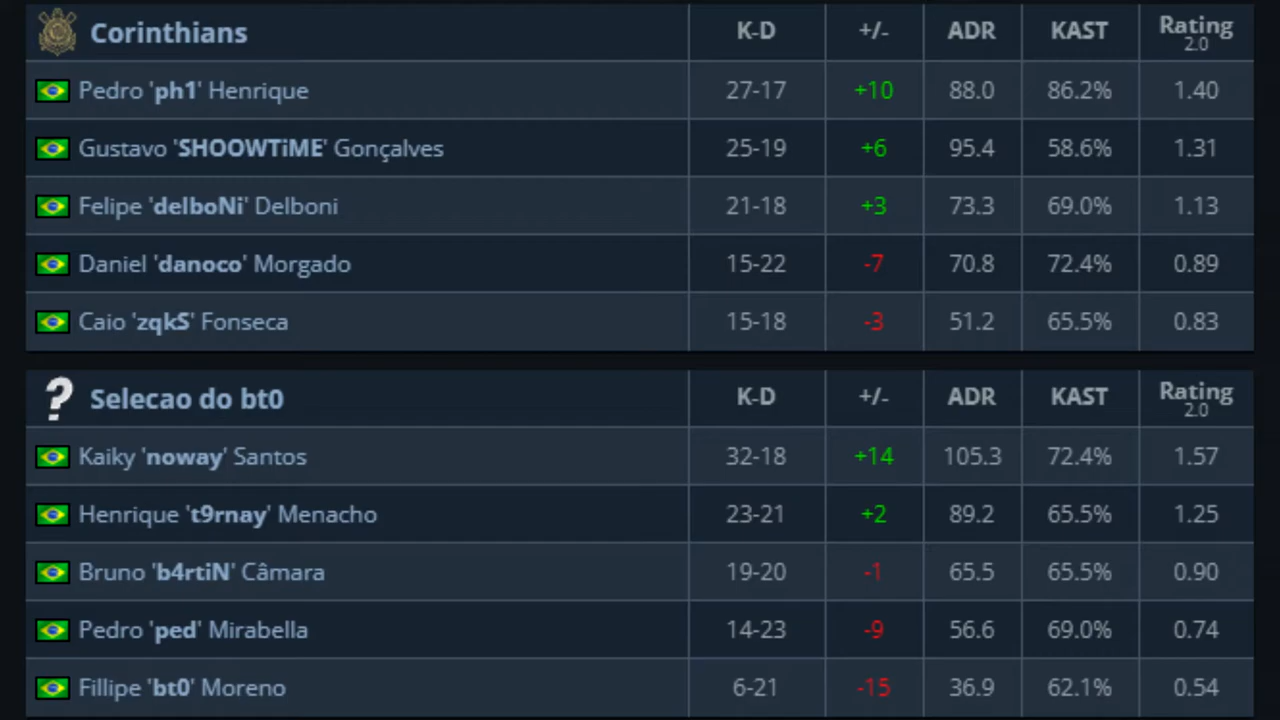 Corinthians K-D +/- ADR KAST Rating 2.0
Pedro 'ph1' Henrique 27-17 +10 88.0 86.2% 1.40
Gustavo 'SHOOWTiME' Gonçalves 25-19 +6 95.4 58.6% 1.31
Felipe 'delboNi' Delboni 21-18 +3 73.3 69.0% 1.13
Daniel 'danoco' Morgado 15-22 -7 70.8 72.4% 0.89
Caio 'zqkS' Fonseca 15-18 -3 51.2 65.5% 0.83
? Selecao do bt0 K-D +/- ADR KAST Rating 2.0
Kaiky 'noway' Santos 32-18 +14 105.3 72.4% 1.57
Henrique 't9rnay' Menacho 23-21 +2 89.2 65.5% 1.25
Bruno 'b4rtiN' Câmara 19-20 -1 65.5 65.5% 0.90
Pedro 'ped' Mirabella 14-23 -9 56.6 69.0% 0.74
Fillipe 'bt0' Moreno 6-21 -15 36.9 62.1% 0.54